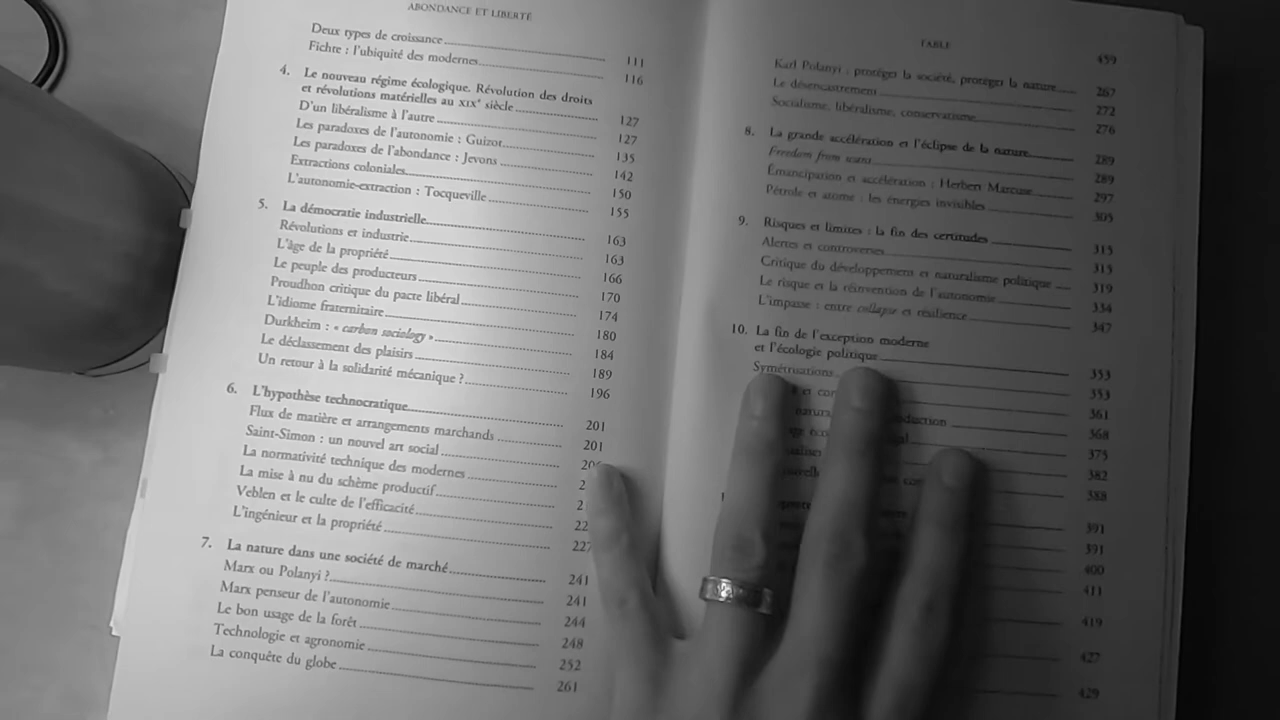 ABONDANCE ET LIBERTÉ
Deux types de croissance 111
Fichte : l'ubiquité des modernes 116
4. Le nouveau régime écologique. Révolution des droits
et révolutions matérielles au XIXe siècle 127
D'un libéralisme à l'autre 127
Les paradoxes de l'autonomie : Guizot 135
Les paradoxes de l'abondance : Jevons 142
Extractions coloniales 150
L'autonomie-extraction : Tocqueville 155
5. La démocratie industrielle 163
Révolutions et industrie 163
L'âge de la propriété 166
Le peuple des producteurs 170
Proudhon critique du pacte libéral 174
L'idiome fraternitaire 180
Durkheim : « carbon sociology » 184
Le déclassement des plaisirs 189
Un retour à la solidarité mécanique ? 196
6. L'hypothèse technocratique 201
Flux de matière et arrangements marchands 201
Saint-Simon : un nouvel art social
La normativité technique des modernes
La mise à nu du schème productif
Veblen et le culte de l'efficacité
L'ingénieur et la propriété 227
7. La nature dans une société de marché 241
Marx ou Polanyi ? 241
Marx penseur de l'autonomie 244
Le bon usage de la forêt 248
Technologie et agronomie 252
La conquête du globe 261
TABLE 459
Karl Polanyi : protéger la société, protéger la nature 267
Le désencastrement 272
Socialisme, libéralisme, conservatisme 276
8. La grande accélération et l'éclipse de la nature 289
Freedom from want 289
Émancipation et accélération : Herbert Marcuse 297
Pétrole et atome : les énergies invisibles 305
9. Risques et limites : la fin des certitudes 315
Alertes et controverses 315
Critique du développement et naturalisme politique 319
Le risque et la réinvention de l'autonomie 334
L'impasse : entre collapse et résilience 347
10. La fin de l'exception moderne
et l'écologie politique 353
Symétrisations 353
361
368
375
382
388
391
391
400
411
419
427
429